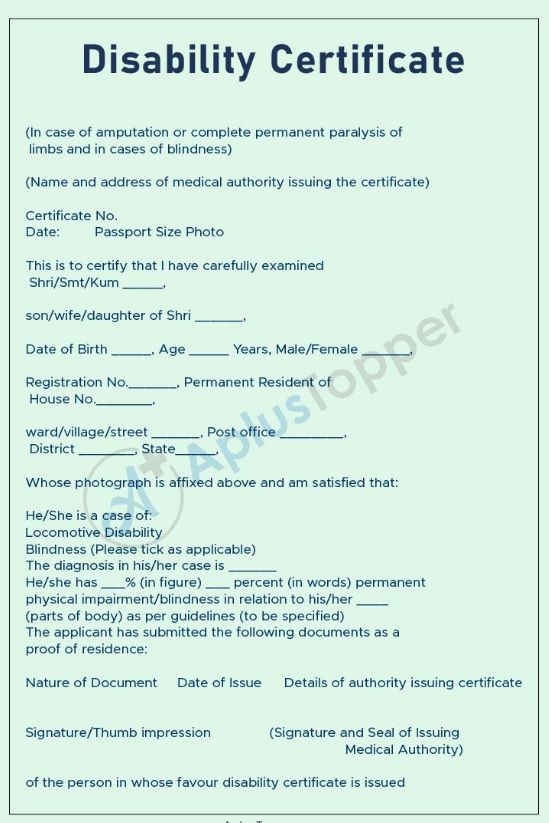 Disability Certificate
(In case of amputation or complete permanent paralysis of
limbs and in cases of blindness)
(Name and address of medical authority issuing the certificate)
Certificate No.
Date: Passport Size Photo
This is to certify that I have carefully examined
Shri/Smt/Kum _____,
son/wife/daughter of Shri ______,
Date of Birth _____, Age _____ Years, Male/Female ______,
Registration No.______, Permanent Resident of
House No._______,
ward/village/street ______, Post office ________,
District _______, State_____,
Whose photograph is affixed above and am satisfied that:
He/She is a case of:
Locomotive Disability
Blindness (Please tick as applicable)
The diagnosis in his/her case is ______
He/she has ___% (in figure) ___ percent (in words) permanent
physical impairment/blindness in relation to his/her ____
(parts of body) as per guidelines (to be specified)
The applicant has submitted the following documents as a
proof of residence:
Nature of Document Date of Issue Details of authority issuing certificate
Signature/Thumb impression (Signature and Seal of Issuing
Medical Authority)
of the person in whose favour disability certificate is issued
AplusTopper